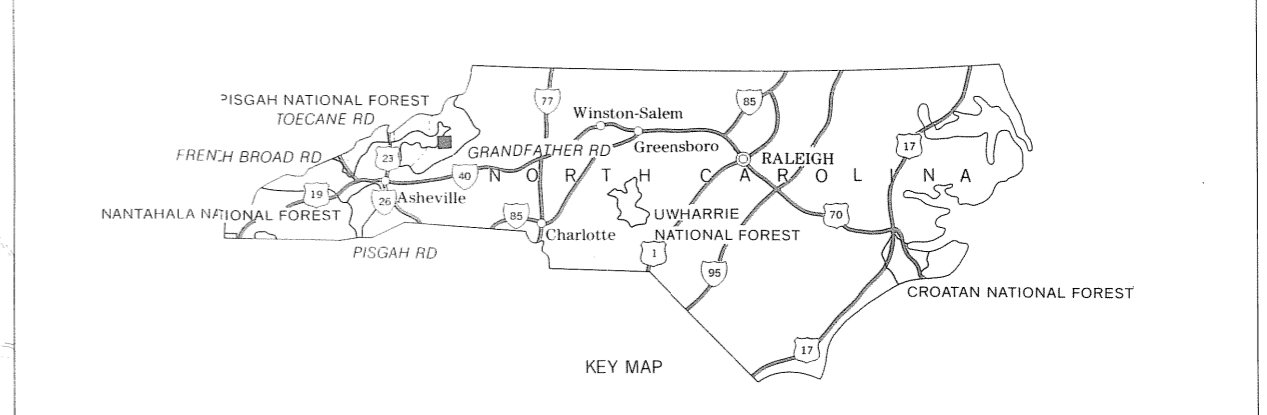 PISGAH NATIONAL FOREST
TOECANE RD
FRENCH BROAD RD
GRANDFATHER RD
Winston-Salem
Greensboro
RALEIGH
NORTH CAROLINA
Asheville
NANTAHALA NATIONAL FOREST
PISGAH RD
Charlotte
UWHARRIE
NATIONAL FOREST
CROATAN NATIONAL FOREST
77
85
23
40
19
26
85
17
70
1
95
17
KEY MAP